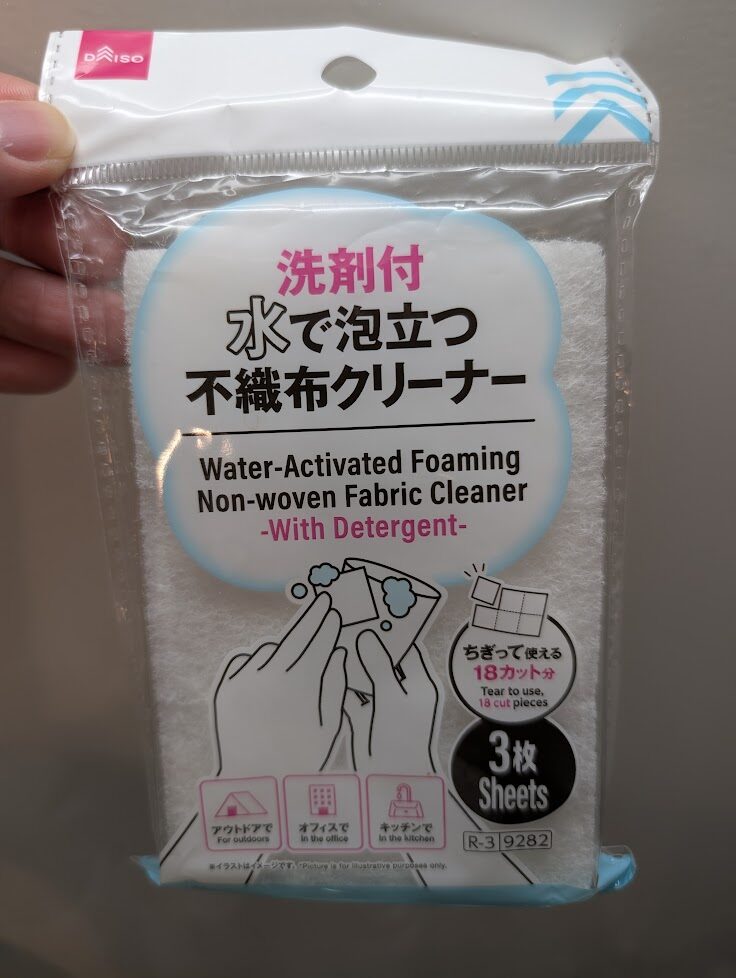 DAISO
洗剤付
水で泡立つ
不織布クリーナー
Water-Activated Foaming
Non-woven Fabric Cleaner
-With Detergent-
ちぎって使える
18カット分
Tear to use,
18 cut pieces
3枚
Sheets
アウトドアで
For outdoors
オフィスで
In the office
キッチンで
In the kitchen
R-3 9282
※イラストはイメージです。*Picture is for illustrative purposes only.